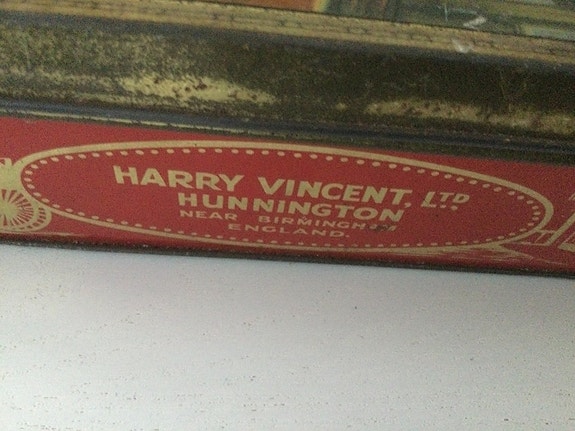 HARRY VINCENT, LTD
HUNNINGTON
NEAR BIRMINGHAM
ENGLAND.